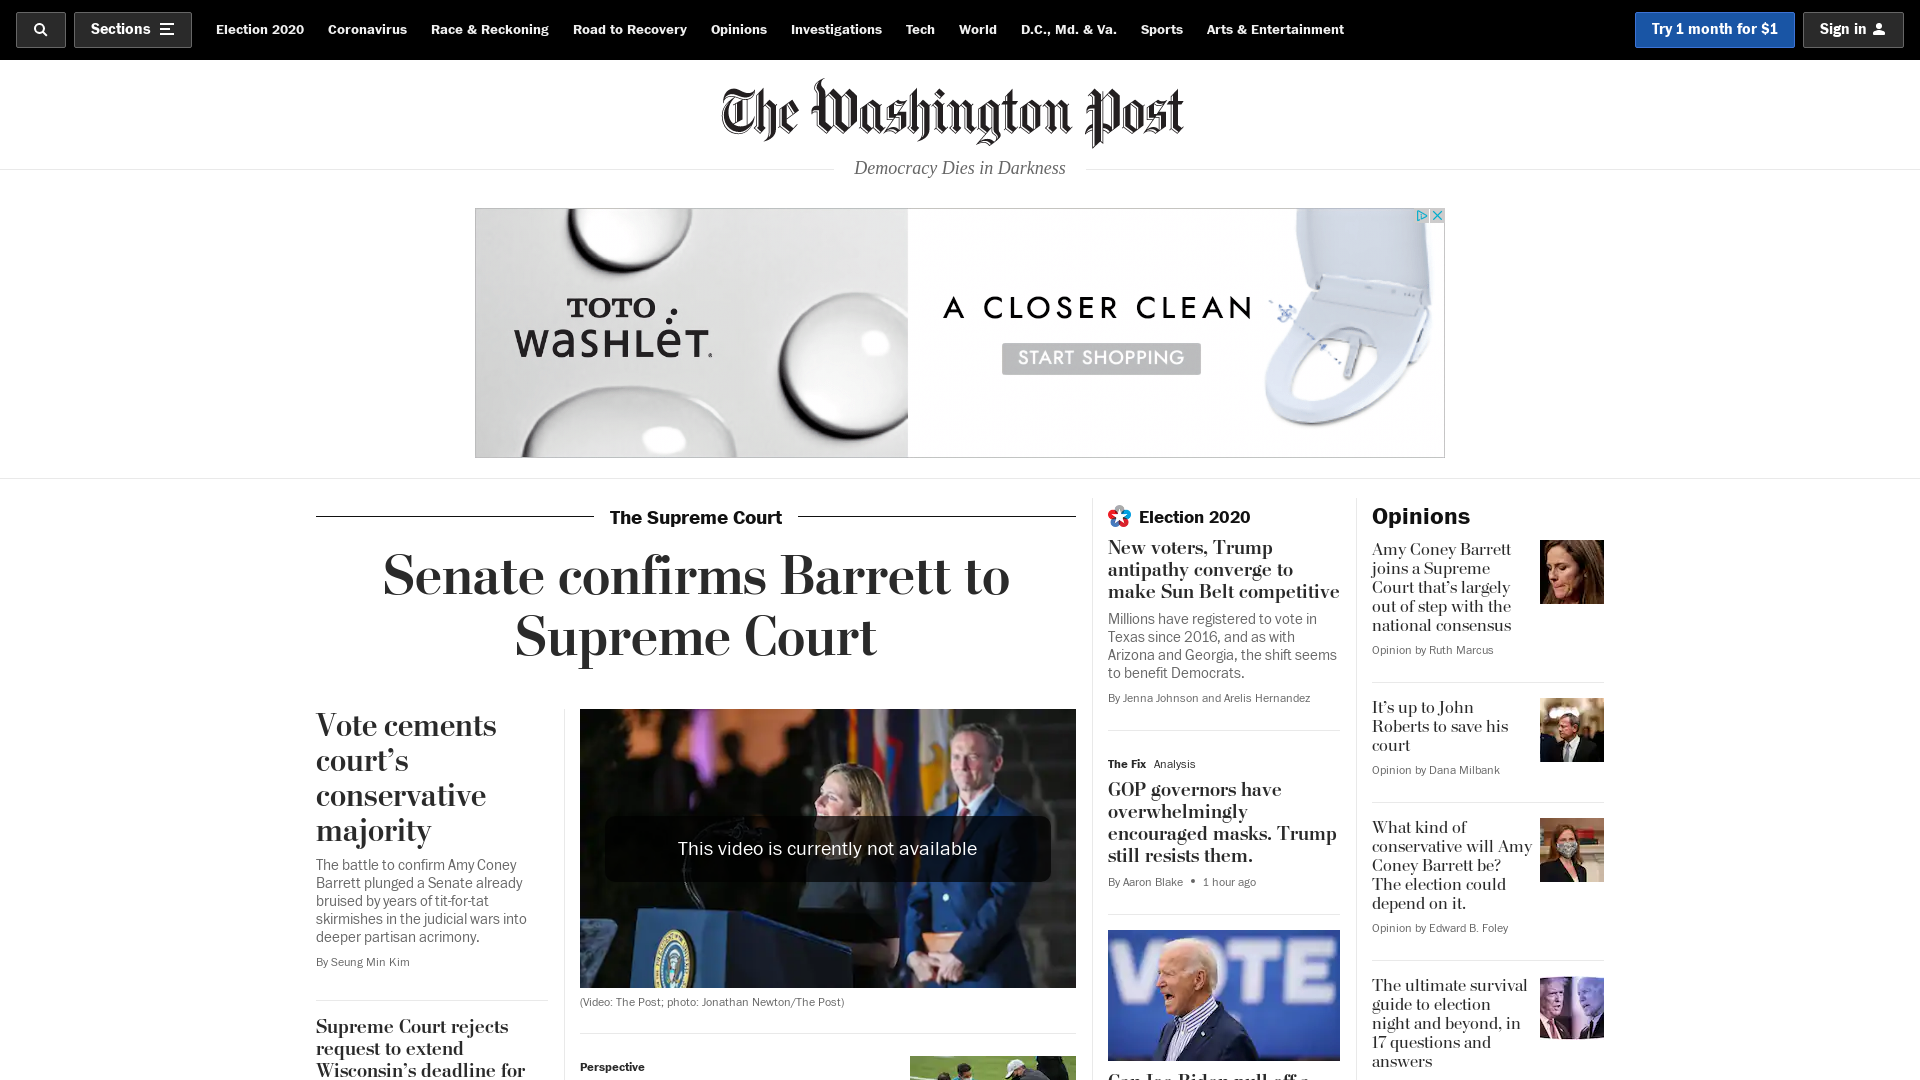 Sections
Election 2020
Coronavirus
Race & Reckoning
Road to Recovery
Opinions
Investigations
Tech
World
D.C., Md. & Va.
Sports
Arts & Entertainment
Try 1 month for $1
Sign in
The Washington Post
Democracy Dies in Darkness
TOTO
WASHLET
A CLOSER CLEAN
START SHOPPING
The Supreme Court
Senate confirms Barrett to
Supreme Court
Vote cements
court’s
conservative
majority
The battle to confirm Amy Coney
Barrett plunged a Senate already
bruised by years of tit-for-tat
skirmishes in the judicial wars into
deeper partisan acrimony.
By Seung Min Kim
Supreme Court rejects
request to extend
Wisconsin’s deadline for
This video is currently not available
(Video: The Post; photo: Jonathan Newton/The Post)
Perspective
Election 2020
New voters, Trump
antipathy converge to
make Sun Belt competitive
Millions have registered to vote in
Texas since 2016, and as with
Arizona and Georgia, the shift seems
to benefit Democrats.
By Jenna Johnson and Arelis Hernandez
The Fix Analysis
GOP governors have
overwhelmingly
encouraged masks. Trump
still resists them.
By Aaron Blake • 1 hour ago
VOTE
Can Joe Biden pull off a
Opinions
Amy Coney Barrett
joins a Supreme
Court that’s largely
out of step with the
national consensus
Opinion by Ruth Marcus
It’s up to John
Roberts to save his
court
Opinion by Dana Milbank
What kind of
conservative will Amy
Coney Barrett be?
The election could
depend on it.
Opinion by Edward B. Foley
The ultimate survival
guide to election
night and beyond, in
17 questions and
answers